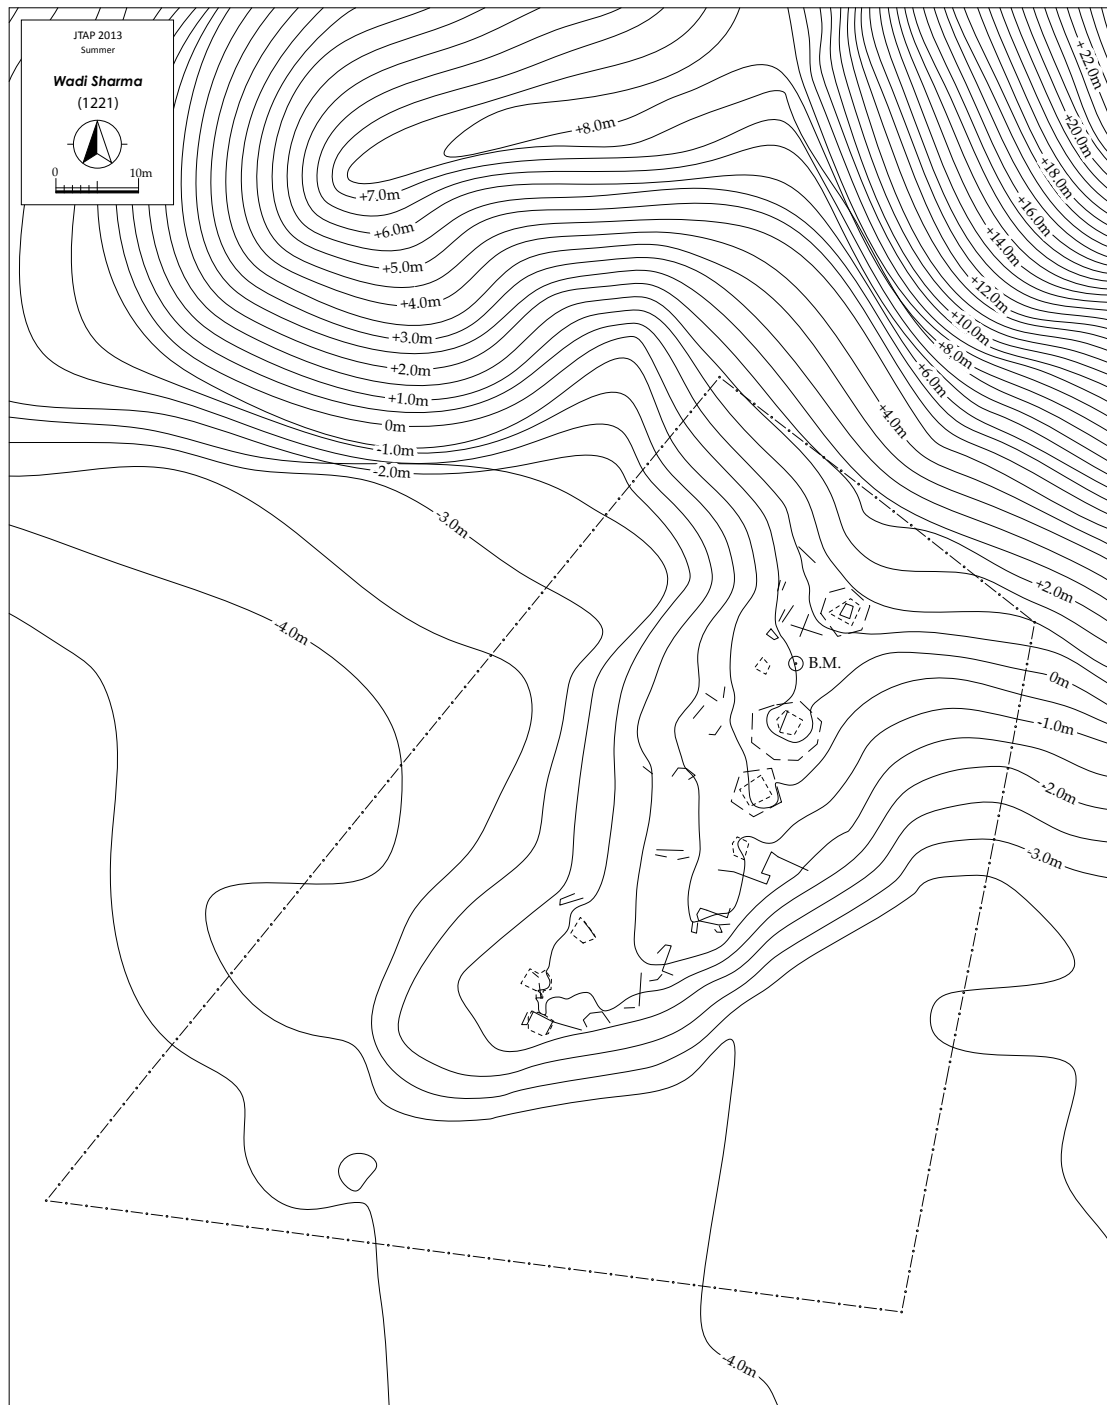 JTAP 2013
Summer
Wadi Sharma
(1221)
0 10m
+22.0m
+20.0m
+18.0m
+16.0m
+14.0m
+12.0m
+10.0m
+8.0m
+6.0m
+4.0m
+2.0m
0m
-1.0m
-2.0m
-3.0m
+8.0m
+7.0m
+6.0m
+5.0m
+4.0m
+3.0m
+2.0m
+1.0m
0m
-1.0m
-2.0m
-3.0m
-4.0m
B.M.
-4.0m